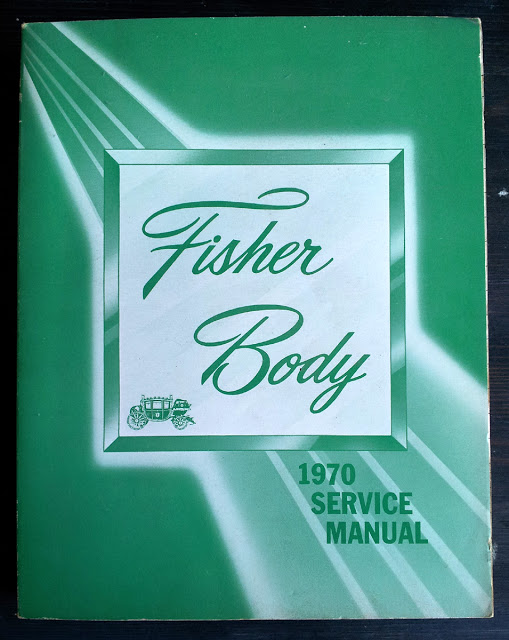 Fisher
Body
1970
SERVICE
MANUAL